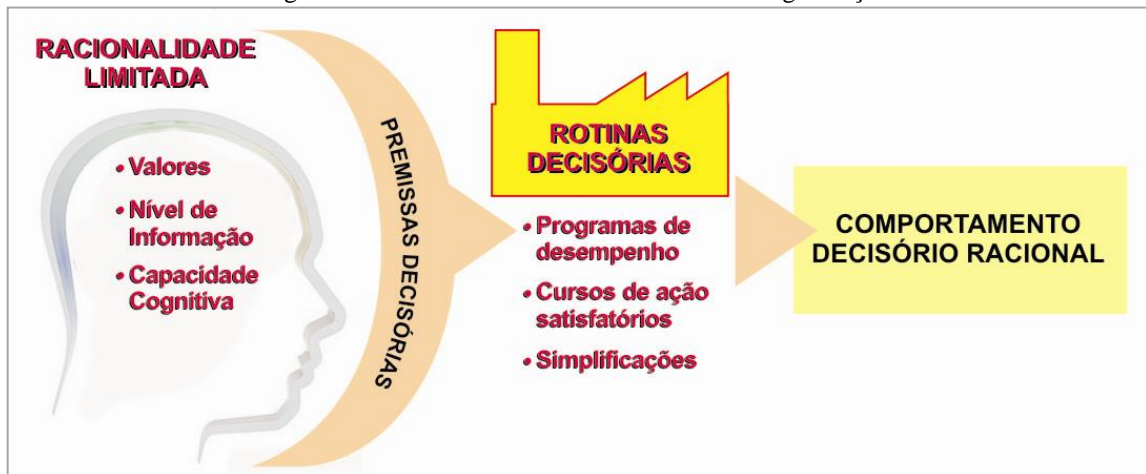 RACIONALIDADE
LIMITADA
• Valores
• Nível de
Informação
• Capacidade
Cognitiva
PREMISSAS DECISÓRIAS
ROTINAS
DECISÓRIAS
• Programas de
desempenho
• Cursos de ação
satisfatórios
• Simplificações
COMPORTAMENTO
DECISÓRIO RACIONAL